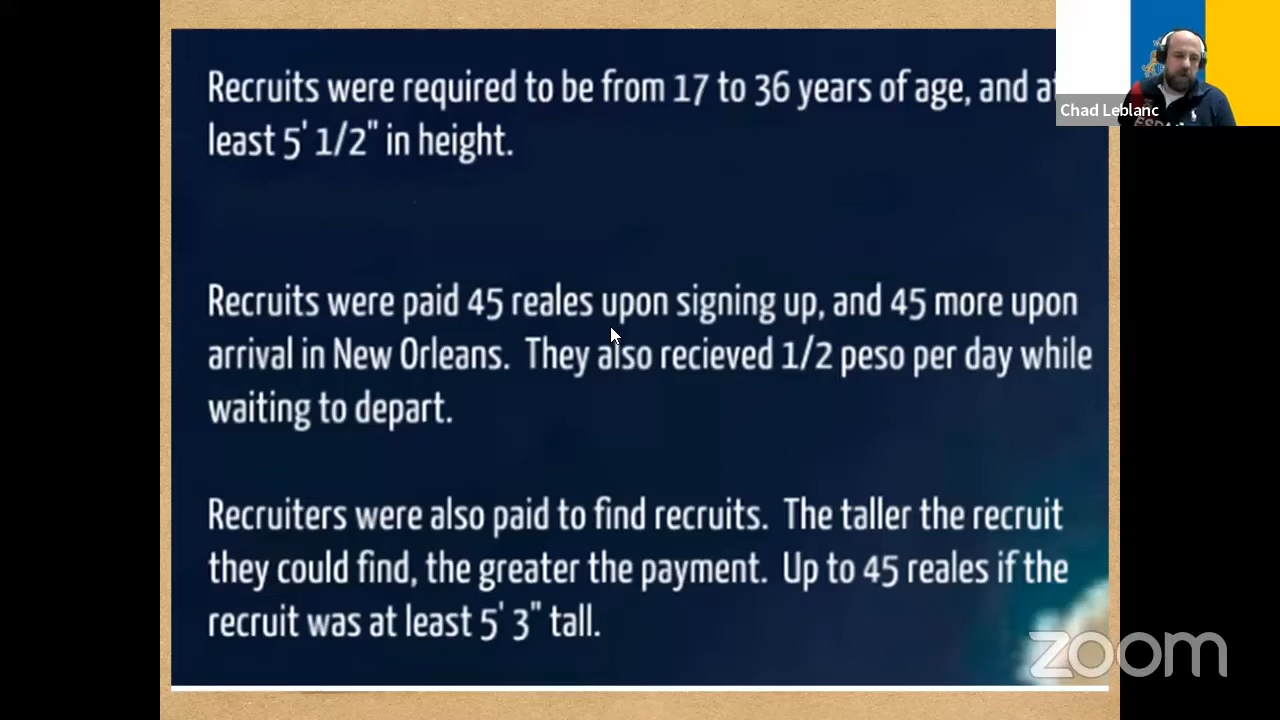 Recruits were required to be from 17 to 36 years of age, and at
least 5' 1/2" in height.
Chad Leblanc
Recruits were paid 45 reales upon signing up, and 45 more upon
arrival in New Orleans. They also recieved 1/2 peso per day while
waiting to depart.
Recruiters were also paid to find recruits. The taller the recruit
they could find, the greater the payment. Up to 45 reales if the
recruit was at least 5' 3" tall.
zoom